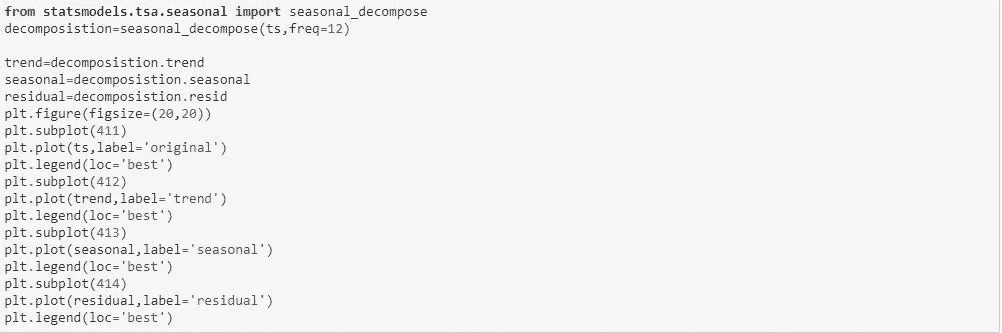 from statsmodels.tsa.seasonal import seasonal_decompose
decomposistion=seasonal_decompose(ts,freq=12)
trend=decomposistion.trend
seasonal=decomposistion.seasonal
residual=decomposistion.resid
plt.figure(figsize=(20,20))
plt.subplot(411)
plt.plot(ts,label='original')
plt.legend(loc='best')
plt.subplot(412)
plt.plot(trend,label='trend')
plt.legend(loc='best')
plt.subplot(413)
plt.plot(seasonal,label='seasonal')
plt.legend(loc='best')
plt.subplot(414)
plt.plot(residual,label='residual')
plt.legend(loc='best')